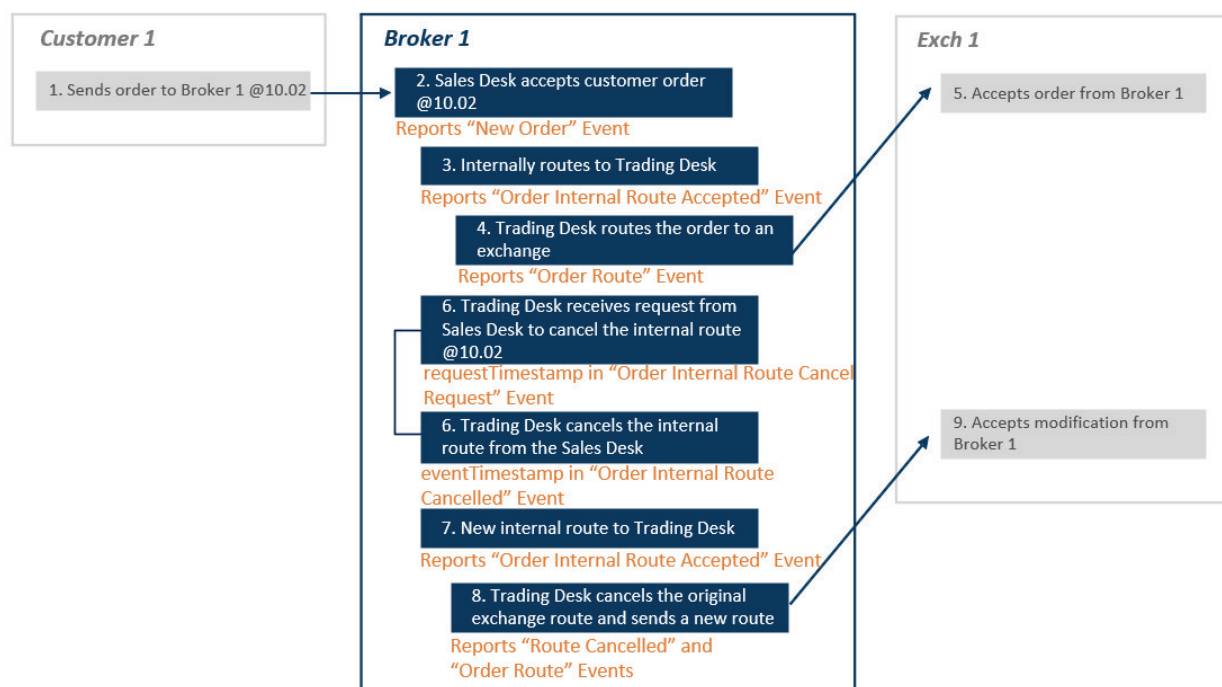 Customer 1
1. Sends order to Broker 1 @10.02
Broker 1
2. Sales Desk accepts customer order
@10.02
Reports “New Order” Event
3. Internally routes to Trading Desk
Reports “Order Internal Route Accepted” Event
4. Trading Desk routes the order to an
exchange
Reports “Order Route” Event
6. Trading Desk receives request from
Sales Desk to cancel the internal route
@10.02
requestTimestamp in “Order Internal Route Cancel
Request” Event
6. Trading Desk cancels the internal
route from the Sales Desk
eventTimestamp in “Order Internal Route
Cancelled” Event
7. New internal route to Trading Desk
Reports “Order Internal Route Accepted” Event
8. Trading Desk cancels the original
exchange route and sends a new route
Reports “Route Cancelled” and
“Order Route” Events
Exch 1
5. Accepts order from Broker 1
9. Accepts modification from
Broker 1